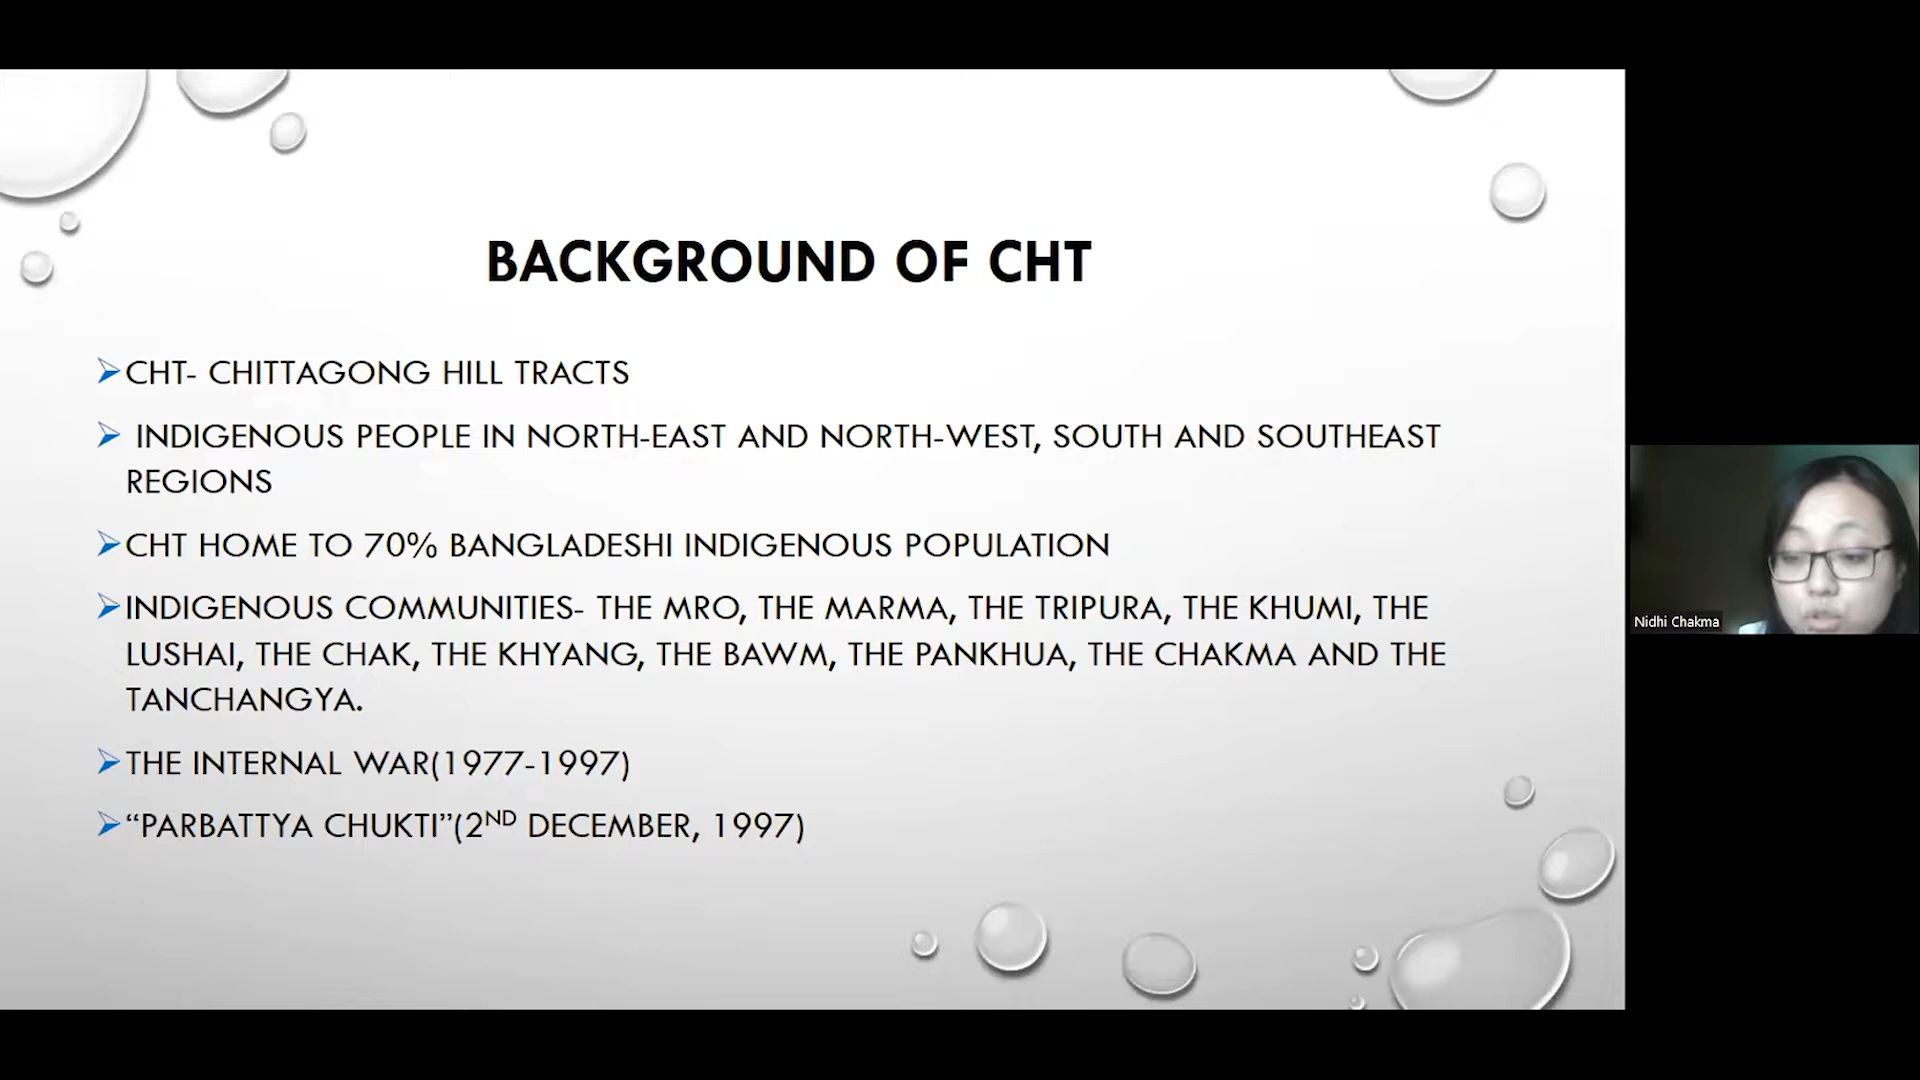 BACKGROUND OF CHT
CHT- CHITTAGONG HILL TRACTS
INDIGENOUS PEOPLE IN NORTH-EAST AND NORTH-WEST, SOUTH AND SOUTHEAST
REGIONS
CHT HOME TO 70% BANGLADESHI INDIGENOUS POPULATION
INDIGENOUS COMMUNITIES- THE MRO, THE MARMA, THE TRIPURA, THE KHUMI, THE
LUSHAI, THE CHAK, THE KHYANG, THE BAWM, THE PANKHUA, THE CHAKMA AND THE
TANCHANGYA.
THE INTERNAL WAR(1977-1997)
“PARBATTYA CHUKTI”(2ND DECEMBER, 1997)
Nidhi Chakma